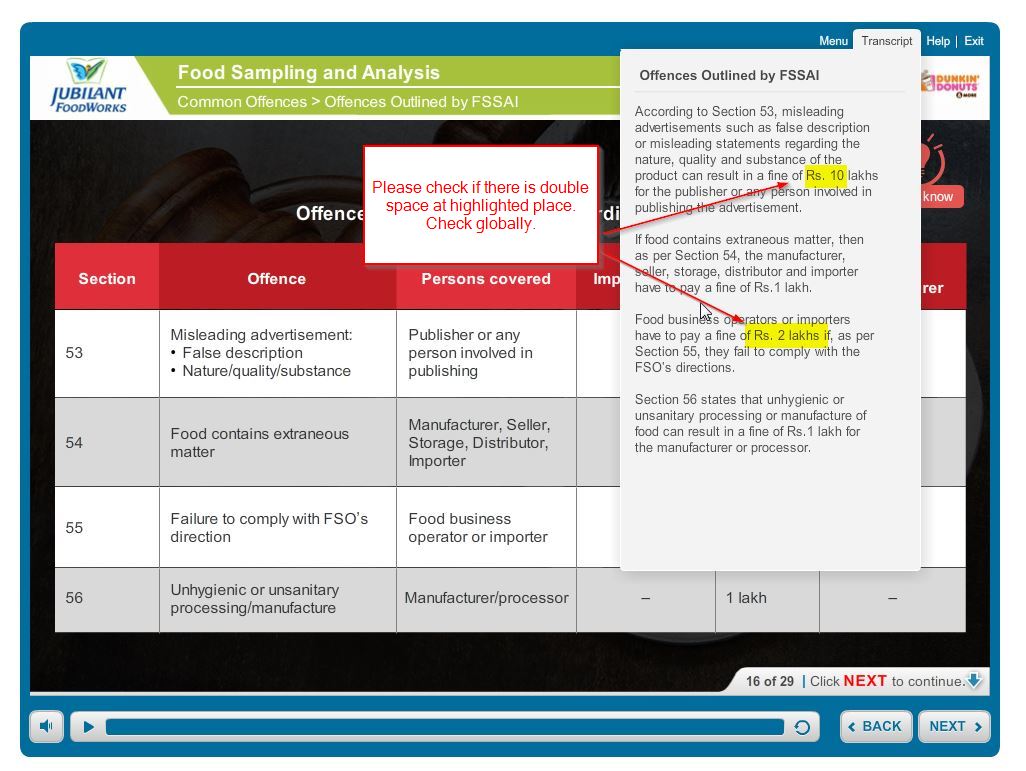 Menu
Transcript
Help | Exit
JUBILANT
FOODWORKS
Food Sampling and Analysis
Common Offences > Offences Outlined by FSSAI
DUNKIN'
DONUTS
& MORE
Offences Outlined by FSSAI
According to Section 53, misleading
advertisements such as false description
or misleading statements regarding the
nature, quality and substance of the
product can result in a fine of Rs. 10 lakhs
for the publisher or any person involved in
publishing the advertisement.
If food contains extraneous matter, then
as per Section 54, the manufacturer,
seller, storage, distributor and importer
have to pay a fine of Rs.1 lakh.
Food business operators or importers
have to pay a fine of Rs. 2 lakhs if, as per
Section 55, they fail to comply with the
FSO's directions.
Section 56 states that unhygienic or
unsanitary processing or manufacture of
food can result in a fine of Rs.1 lakh for
the manufacturer or processor.
know
Please check if there is double
space at highlighted place.
Check globally.
Offence
Section
Offence
Persons covered
Imp
rer
53
Misleading advertisement:
• False description
• Nature/quality/substance
Publisher or any
person involved in
publishing
54
Food contains extraneous
matter
Manufacturer, Seller,
Storage, Distributor,
Importer
55
Failure to comply with FSO's
direction
Food business
operator or importer
56
Unhygienic or unsanitary
processing/manufacture
Manufacturer/processor
–
1 lakh
–
16 of 29 | Click NEXT to continue.
BACK
NEXT